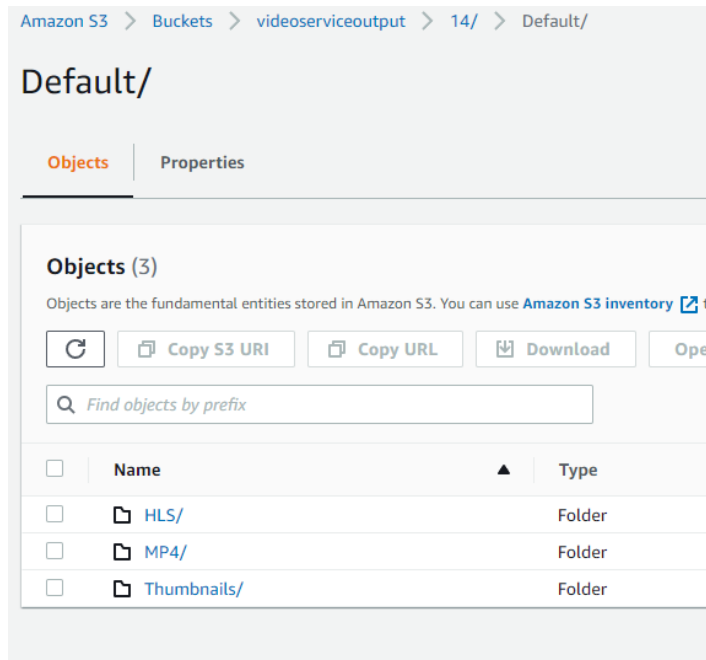 Amazon S3 > Buckets > videoserviceoutput > 14/ > Default/
Default/
Objects Properties
Objects (3)
Objects are the fundamental entities stored in Amazon S3. You can use Amazon S3 inventory
Copy S3 URI Copy URL Download Ope
Find objects by prefix
Name Type
HLS/ Folder
MP4/ Folder
Thumbnails/ Folder